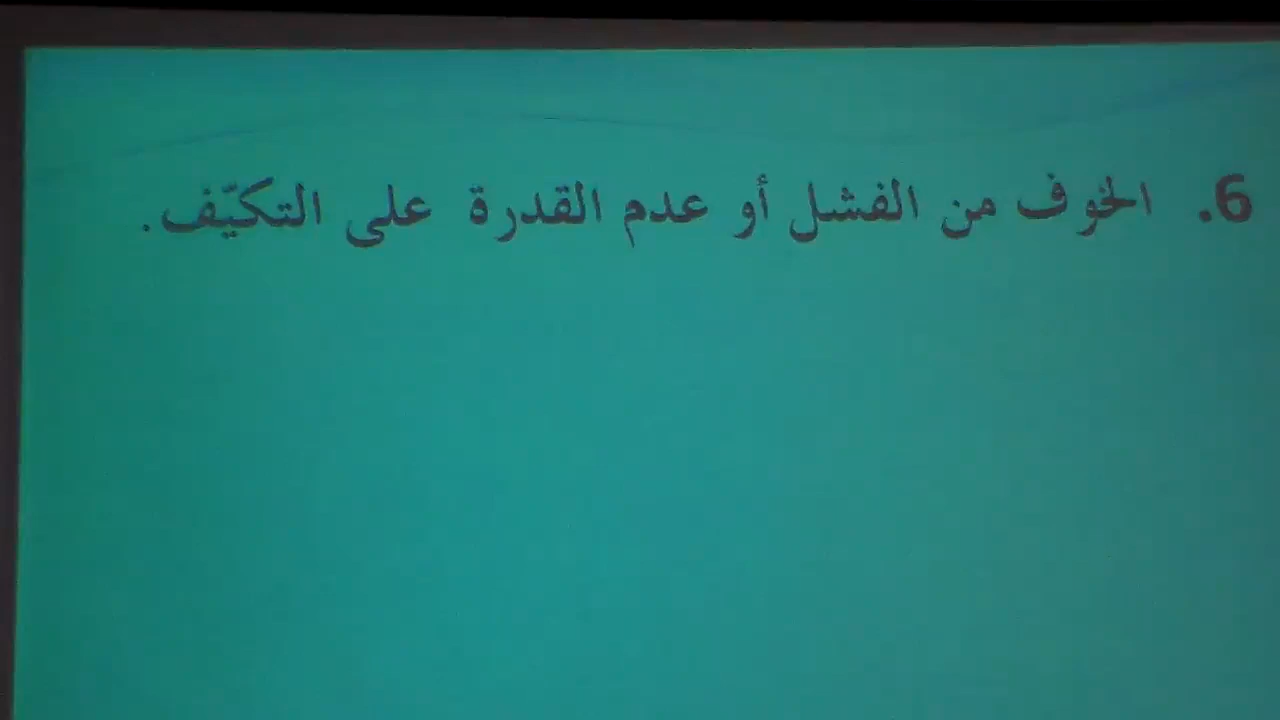 6. الخوف من الفشل أو عدم القدرة على التكيّف.